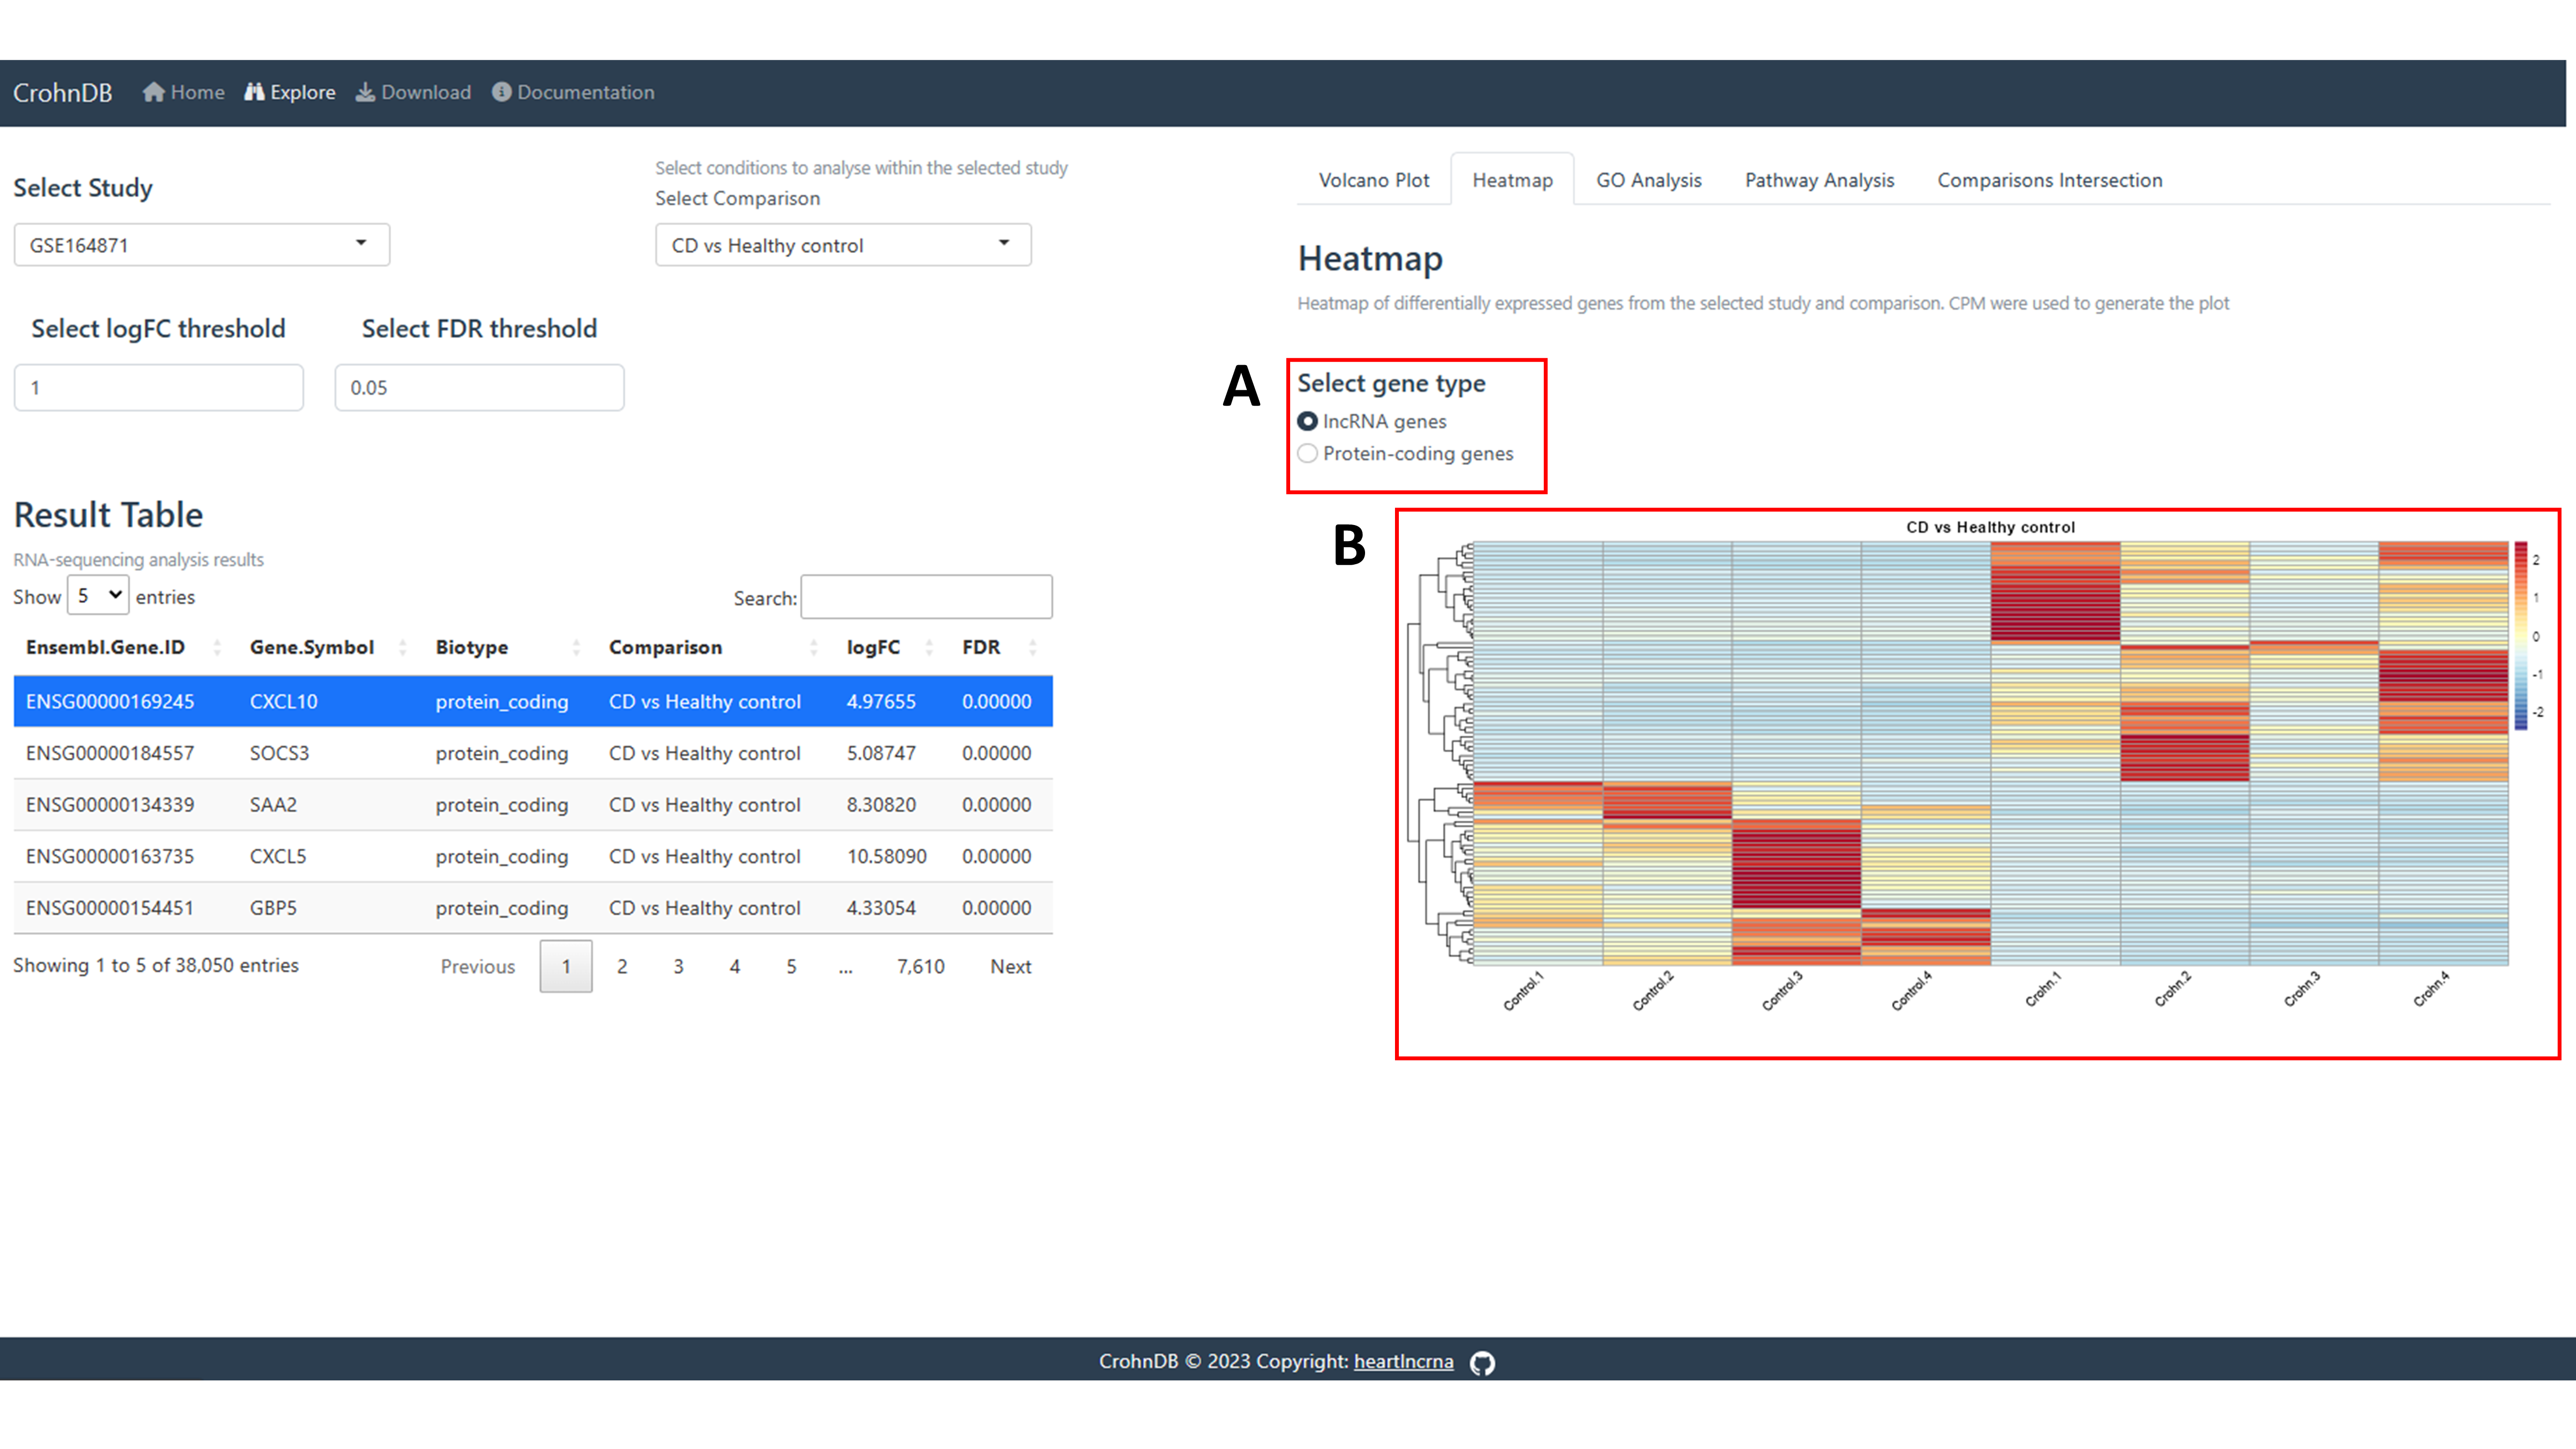 CrohnDB Home Explore Download Documentation
Select Study
GSE164871
Select conditions to analyse within the selected study
Select Comparison
CD vs Healthy control
Select logFC threshold
1
Select FDR threshold
0.05
Result Table
RNA-sequencing analysis results
Show 5 entries
Search:
Ensembl.Gene.ID Gene.Symbol Biotype Comparison logFC FDR
ENSG00000169245 CXCL10 protein_coding CD vs Healthy control 4.97655 0.00000
ENSG00000184557 SOCS3 protein_coding CD vs Healthy control 5.08747 0.00000
ENSG00000134339 SAA2 protein_coding CD vs Healthy control 8.30820 0.00000
ENSG00000163735 CXCL5 protein_coding CD vs Healthy control 10.58090 0.00000
ENSG00000154451 GBP5 protein_coding CD vs Healthy control 4.33054 0.00000
Showing 1 to 5 of 38,050 entries
Previous 1 2 3 4 5 ... 7,610 Next
Volcano Plot Heatmap GO Analysis Pathway Analysis Comparisons Intersection
Heatmap
Heatmap of differentially expressed genes from the selected study and comparison. CPM were used to generate the plot
A
Select gene type
lncRNA genes
Protein-coding genes
B
CD vs Healthy control
2
1
0
-1
-2
Control.1 Control.2 Control.3 Control.4 Crohn.1 Crohn.2 Crohn.3 Crohn.4
CrohnDB © 2023 Copyright: heartlncrna